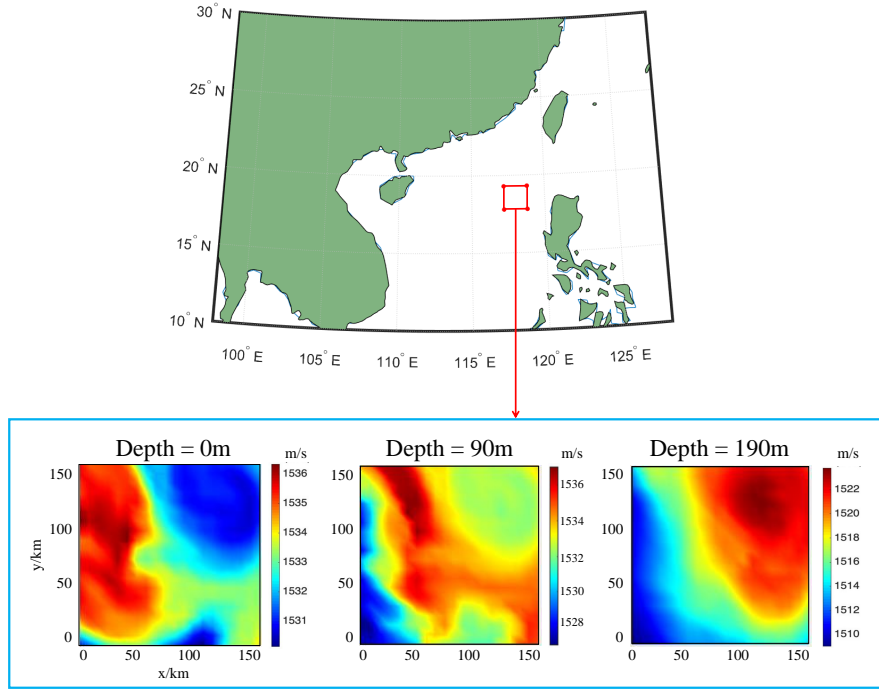 30° N
25° N
20° N
15° N
10° N
100° E
105° E
110° E
115° E
120° E
125° E
Depth = 0m
m/s
Depth = 90m
m/s
Depth = 190m
m/s
150
100
50
0
y/km
0 50 100 150
x/km
1536
1535
1534
1533
1532
1531
150
100
50
0
0 50 100 150
1536
1534
1532
1530
1528
150
100
50
0
0 50 100 150
1522
1520
1518
1516
1514
1512
1510